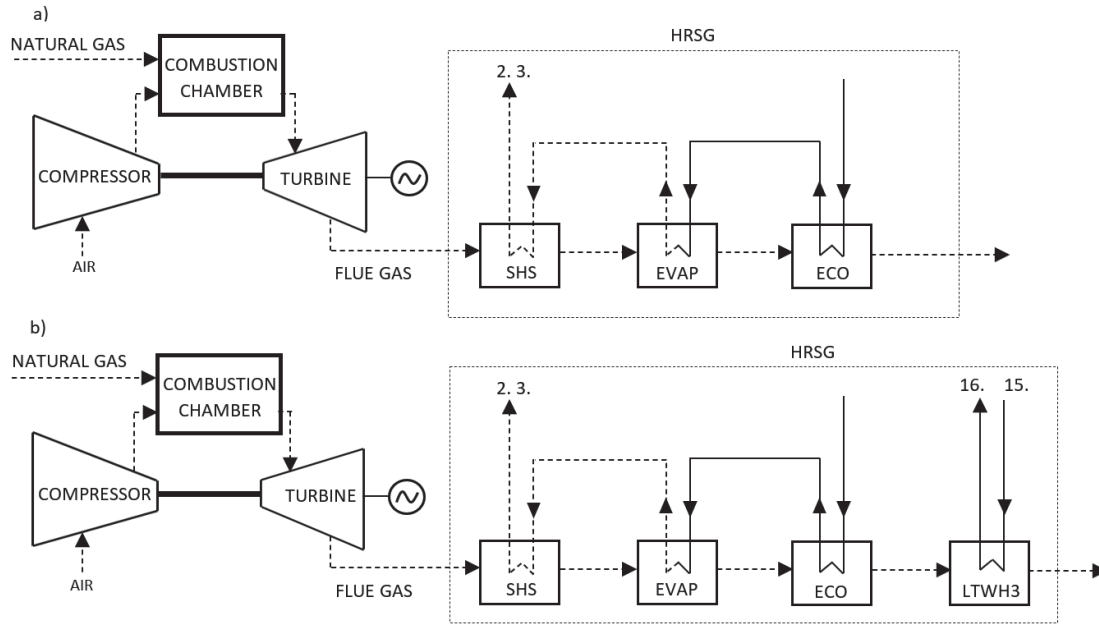 a)
NATURAL GAS
COMBUSTION
CHAMBER
COMPRESSOR
TURBINE
AIR
FLUE GAS
HRSG
2. 3.
SHS
EVAP
ECO
b)
NATURAL GAS
COMBUSTION
CHAMBER
COMPRESSOR
TURBINE
AIR
FLUE GAS
HRSG
2. 3.
16. 15.
SHS
EVAP
ECO
LTWH3